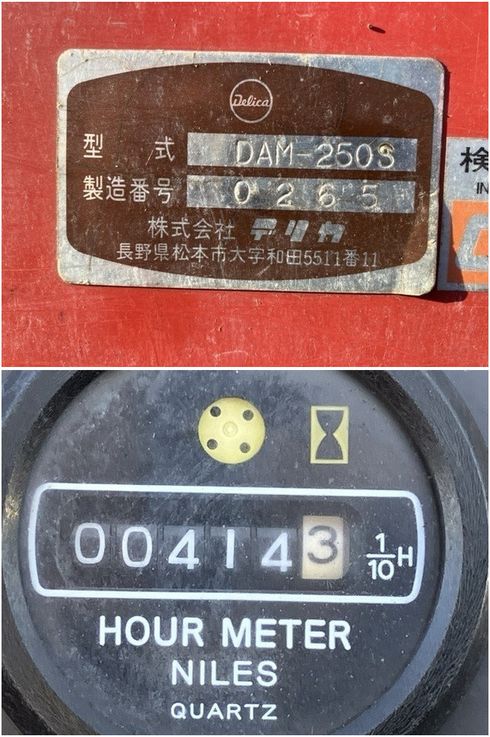 Delica
型 式 DAM-250S
製造番号 0265
株式会社 デリカ
長野県松本市大字和田5511番11
検
IN
004143 1/10 H
HOUR METER
NILES
QUARTZ